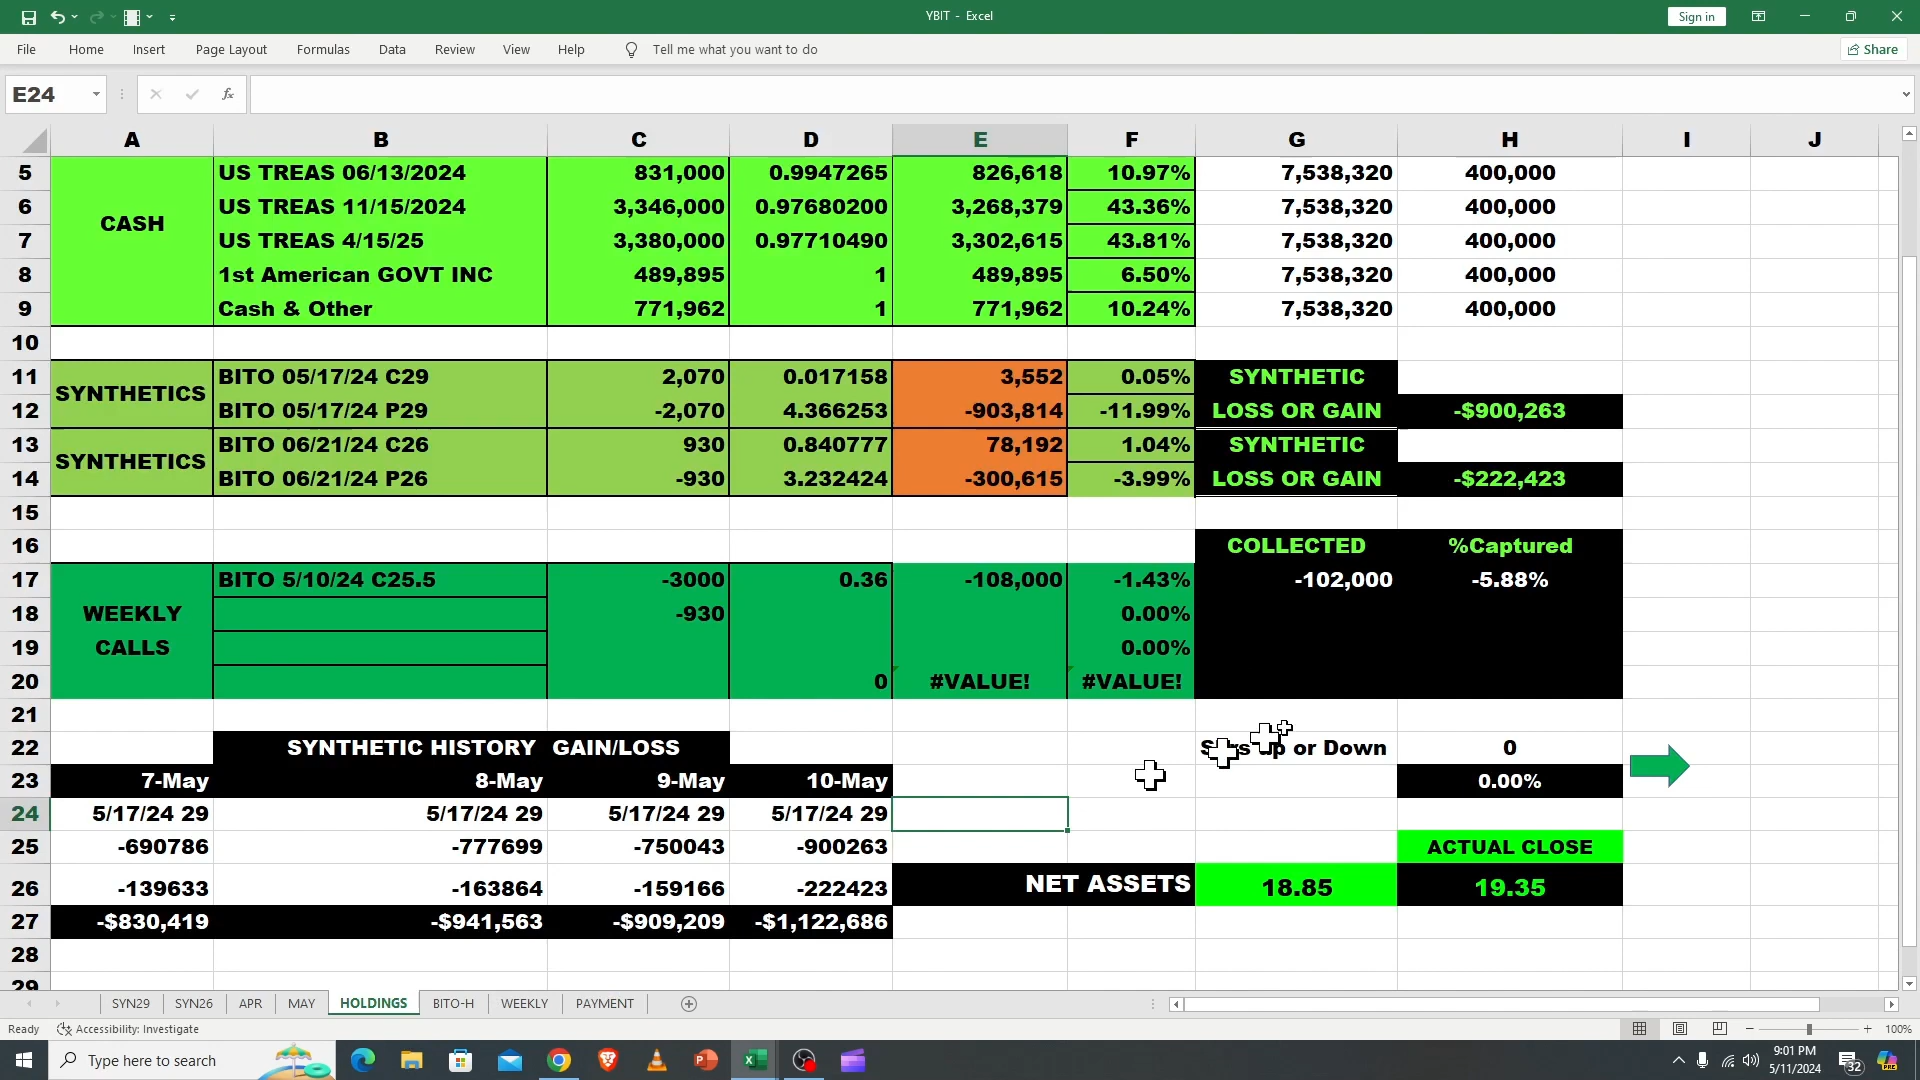 YBIT - Excel
Sign in
File Home Insert Page Layout Formulas Data Review View Help Tell me what you want to do Share
E24 fx
A B C D E F G H I J
5 US TREAS 06/13/2024 831,000 0.9947265 826,618 10.97% 7,538,320 400,000
6 US TREAS 11/15/2024 3,346,000 0.97680200 3,268,379 43.36% 7,538,320 400,000
CASH
7 US TREAS 4/15/25 3,380,000 0.97710490 3,302,615 43.81% 7,538,320 400,000
8 1st American GOVT INC 489,895 1 489,895 6.50% 7,538,320 400,000
9 Cash & Other 771,962 1 771,962 10.24% 7,538,320 400,000
10
11 BITO 05/17/24 C29 2,070 0.017158 3,552 0.05% SYNTHETIC
SYNTHETICS
12 BITO 05/17/24 P29 -2,070 4.366253 -903,814 -11.99% LOSS OR GAIN -$900,263
13 BITO 06/21/24 C26 930 0.840777 78,192 1.04% SYNTHETIC
SYNTHETICS
14 BITO 06/21/24 P26 -930 3.232424 -300,615 -3.99% LOSS OR GAIN -$222,423
15
16 COLLECTED %Captured
17 BITO 5/10/24 C25.5 -3000 0.36 -108,000 -1.43% -102,000 -5.88%
18 WEEKLY -930 0.00%
19 CALLS 0.00%
20 0 #VALUE! #VALUE!
21
22 SYNTHETIC HISTORY GAIN/LOSS or Down 0
23 7-May 8-May 9-May 10-May 0.00%
24 5/17/24 29 5/17/24 29 5/17/24 29 5/17/24 29
25 -690786 -777699 -750043 -900263 ACTUAL CLOSE
26 -139633 -163864 -159166 -222423 NET ASSETS 18.85 19.35
27 -$830,419 -$941,563 -$909,209 -$1,122,686
28
29
SYN29 SYN26 APR MAY HOLDINGS BITO-H WEEKLY PAYMENT
Ready Accessibility: Investigate 100%
Type here to search 9:01 PM
5/11/2024 32